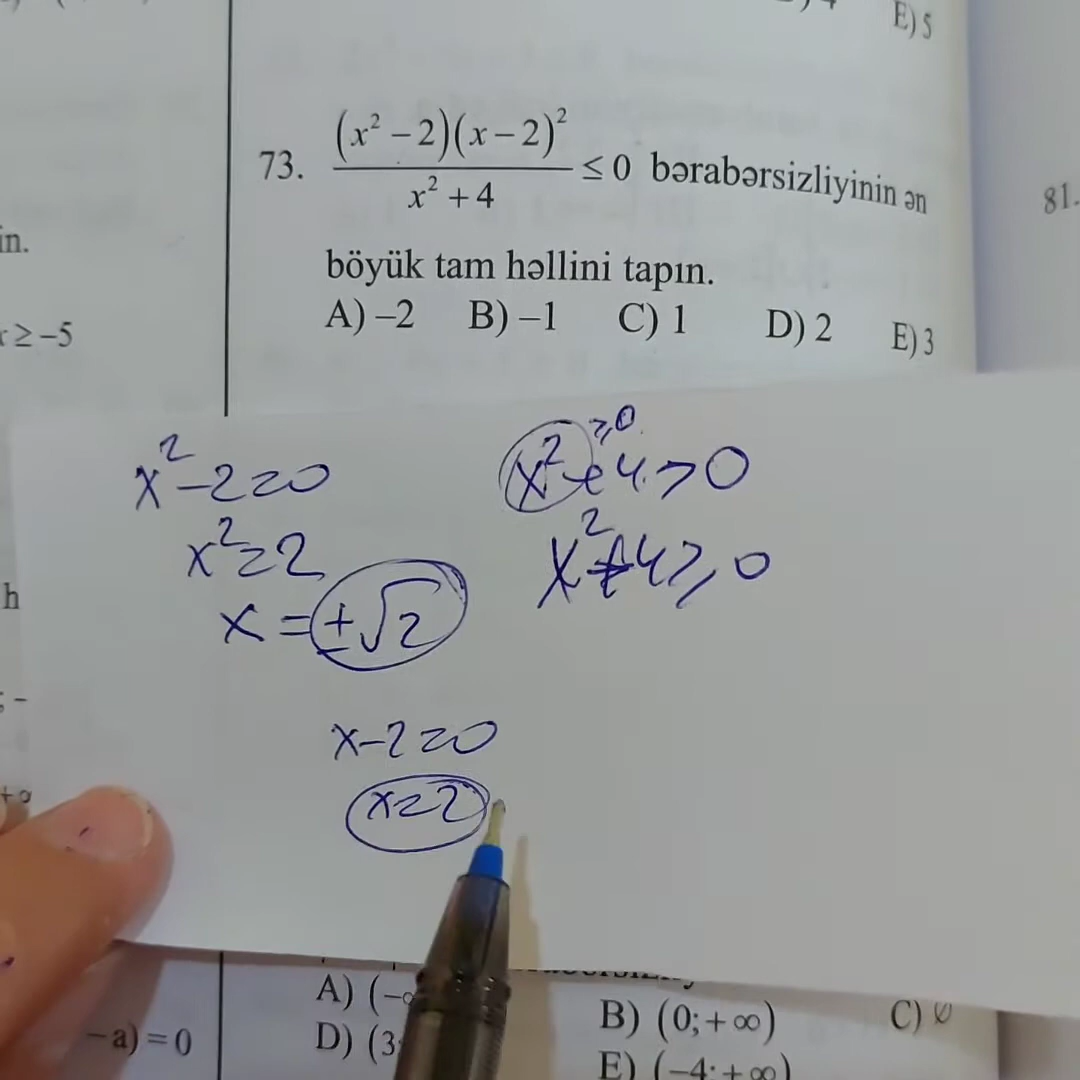 E) 5
73. (x² − 2)(x − 2)² / x² + 4 ≤ 0 bərabərsizliyinin ən
böyük tam həllini tapın.
A) −2 B) −1 C) 1 D) 2 E) 3
81.
in.
≥ −5
h
x² − 2 = 0
x² = 2
x = ±√2
x − 2 = 0
x = 2
≥0
x² + 4 > 0
x² + 4 ≥ 0
− a) = 0
A) (−
B) (0; + ∞)
C) ∅
D) (3
E) (−4; + ∞)